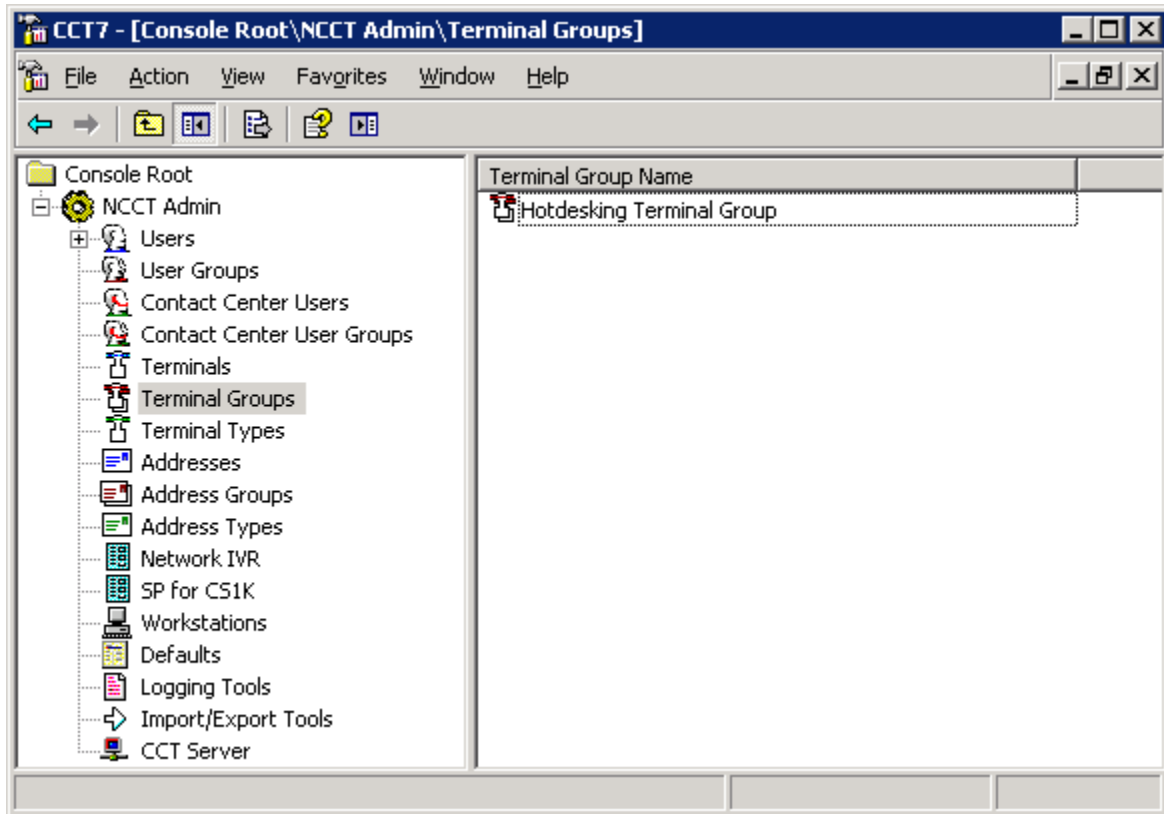 CCT7 - [Console Root\NCCT Admin\Terminal Groups]
File Action View Favorites Window Help
Console Root
NCCT Admin
Users
User Groups
Contact Center Users
Contact Center User Groups
Terminals
Terminal Groups
Terminal Types
Addresses
Address Groups
Address Types
Network IVR
SP for CS1K
Workstations
Defaults
Logging Tools
Import/Export Tools
CCT Server
Terminal Group Name
Hotdesking Terminal Group